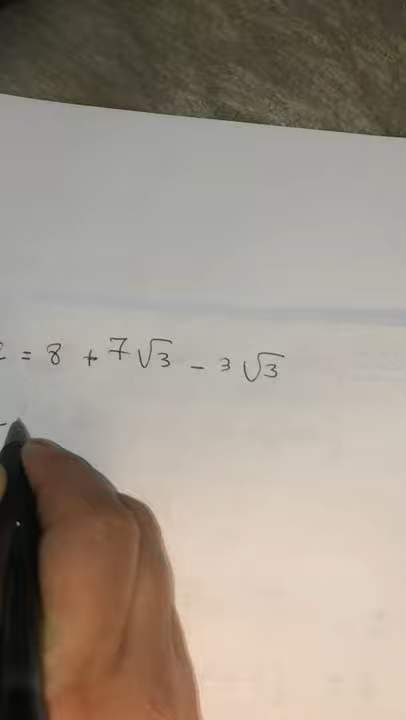 = 8 + 7√3 - 3√3